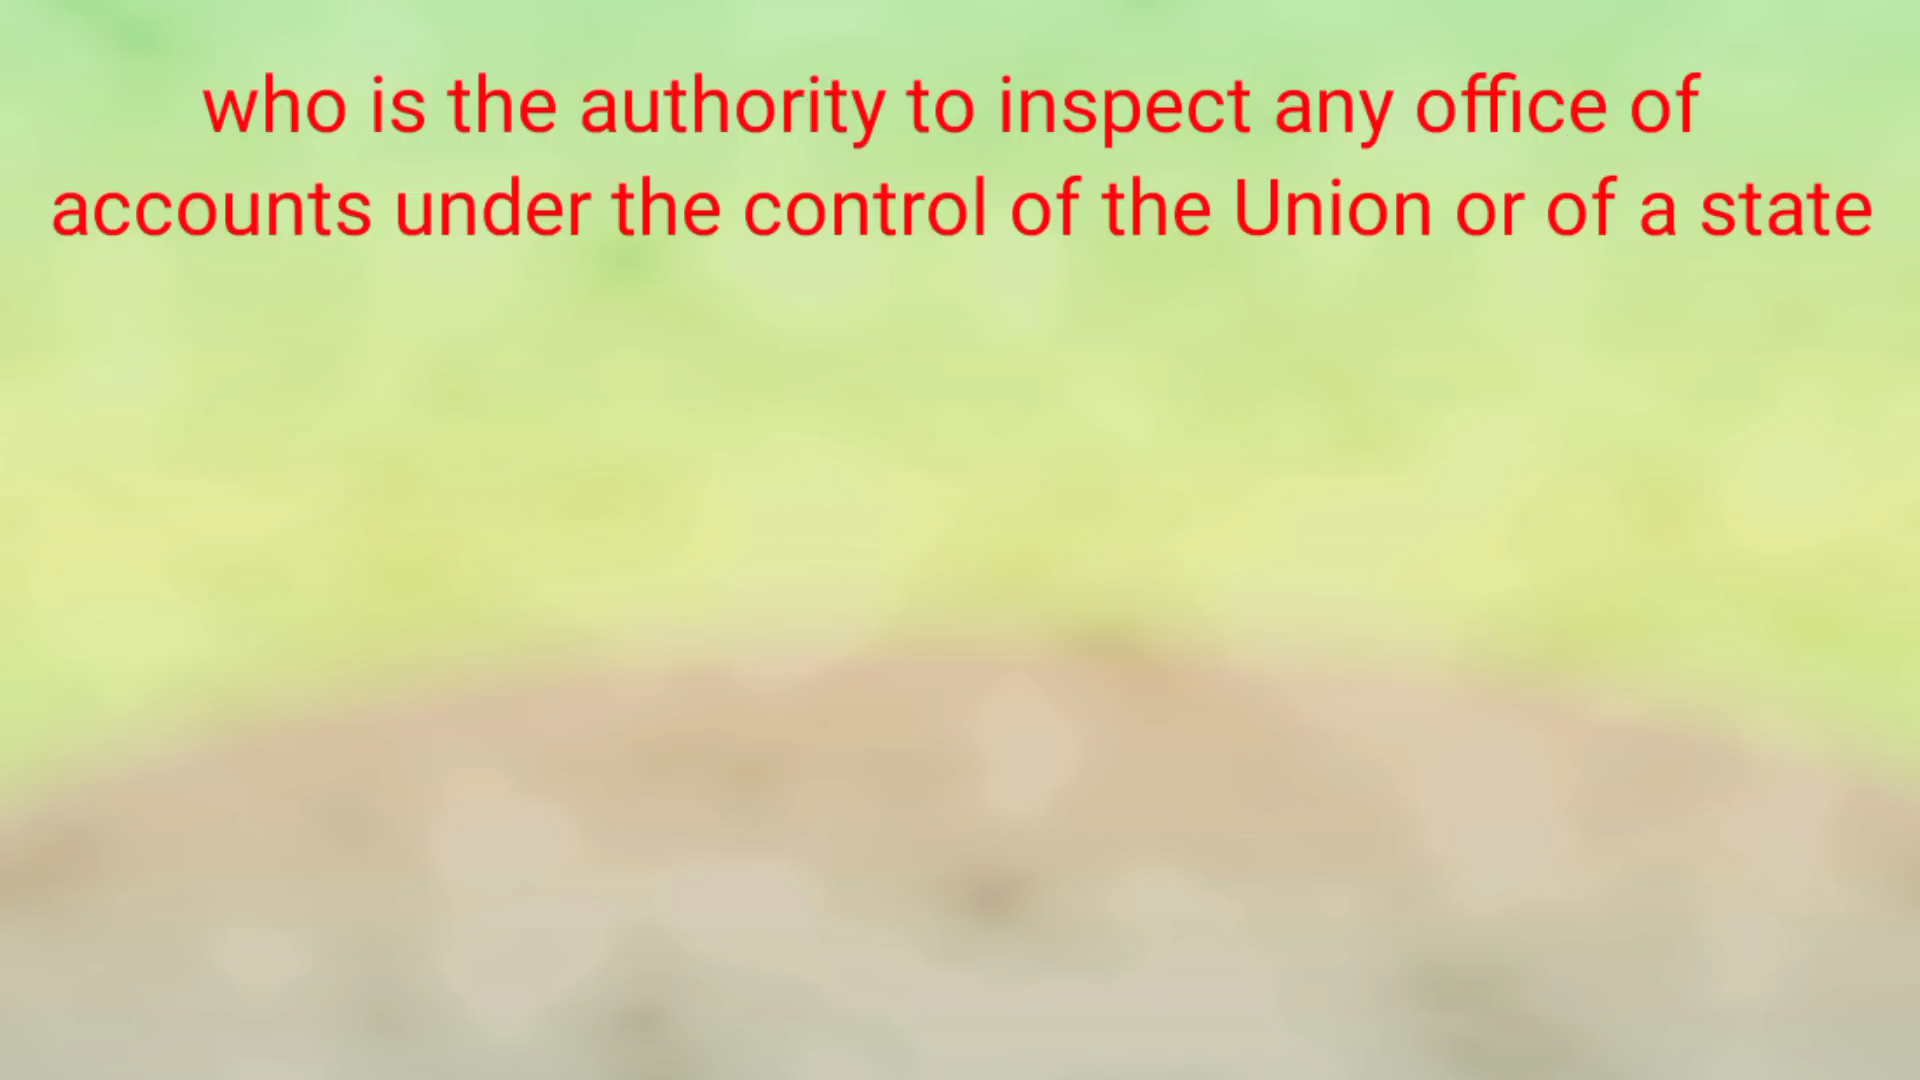 who is the authority to inspect any office of
accounts under the control of the Union or of a state